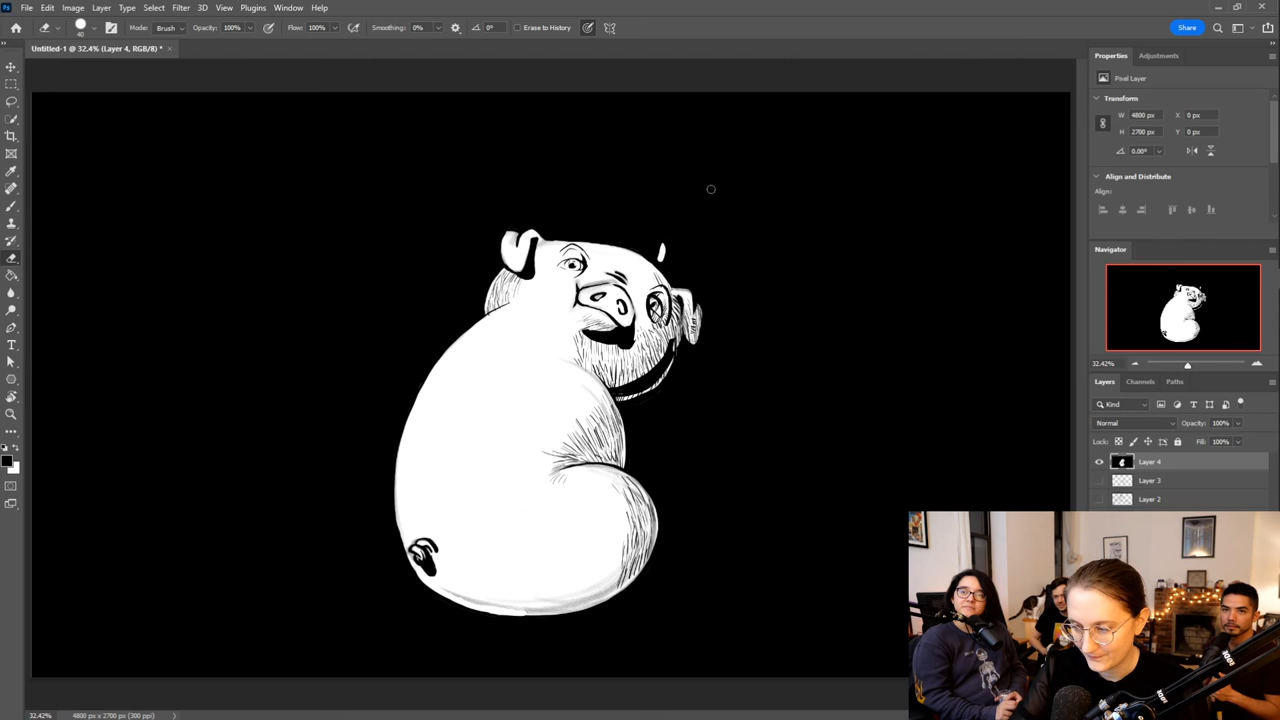 File Edit Image Layer Type Select Filter 3D View Plugins Window Help
40 Mode: Brush Opacity: 100% Flow: 100% Smoothing: 0% 0° Erase to History Share
Untitled-1 @ 32.4% (Layer 4, RGB/8) *
Properties Adjustments
Pixel Layer
Transform
W 4800 px X 0 px
H 2700 px Y 0 px
0.00°
Align and Distribute
Align:
Navigator
32.42%
Layers Channels Paths
Kind
Normal Opacity: 100%
Lock: Fill: 100%
Layer 4
Layer 3
Layer 2
RØDE
RØDE
32.42% 4800 px x 2700 px (300 ppi)